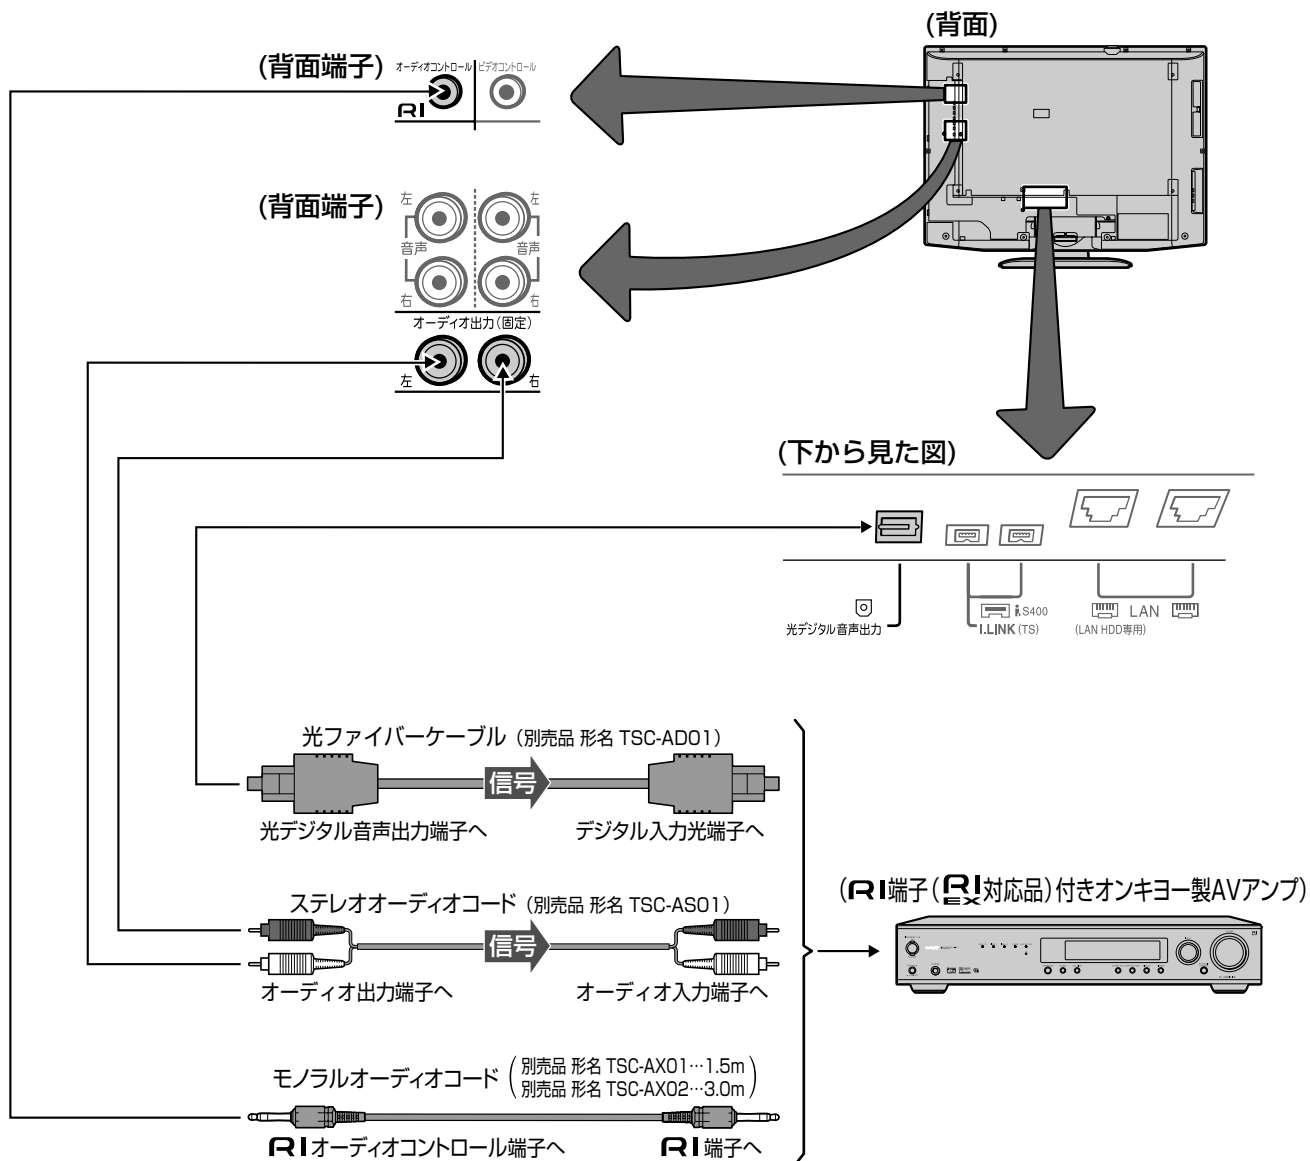 (背面)
(背面端子)
オーディオコントロール
ビデオコントロール
RI
(背面端子)
左
左
音声
音声
右
右
オーディオ出力(固定)
左
右
(下から見た図)
光デジタル音声出力
i.S400
i.LINK(TS)
LAN
(LAN HDD専用)
光ファイバーケーブル(別売品 形名 TSC-AD01)
信号
光デジタル音声出力端子へ
デジタル入力光端子へ
(RI端子(RI EX対応品)付きオンキヨー製AVアンプ)
ステレオオーディオコード(別売品 形名 TSC-AS01)
信号
オーディオ出力端子へ
オーディオ入力端子へ
モノラルオーディオコード
別売品 形名 TSC-AX01…1.5m
別売品 形名 TSC-AX02…3.0m
RIオーディオコントロール端子へ
RI端子へ